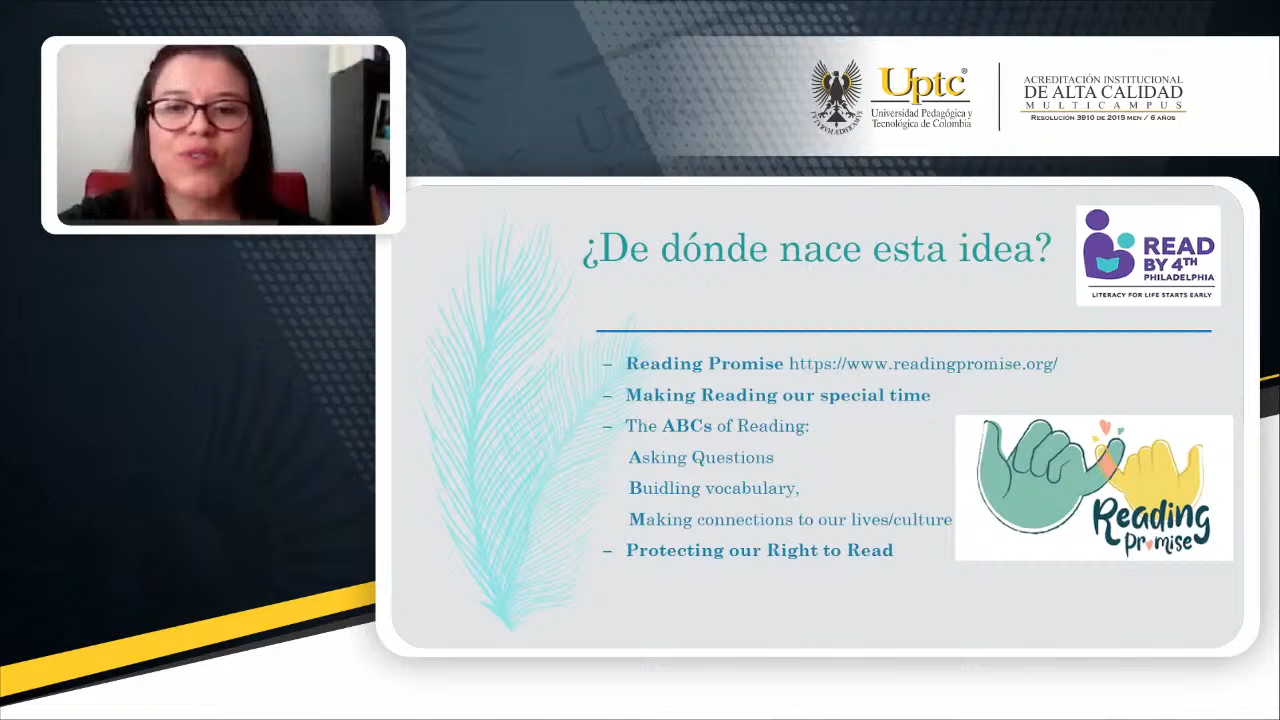 Uptc®
Universidad Pedagógica y
Tecnológica de Colombia
ACREDITACIÓN INSTITUCIONAL
DE ALTA CALIDAD
MULTICAMPUS
RESOLUCIÓN 3910 DE 2015 MEN / 6 AÑOS
¿De dónde nace esta idea?
READ
BY 4TH
PHILADELPHIA
LITERACY FOR LIFE STARTS EARLY
– Reading Promise https://www.readingpromise.org/
– Making Reading our special time
– The ABCs of Reading:
Asking Questions
Buidling vocabulary,
Making connections to our lives/culture
– Protecting our Right to Read
Reading
Promise